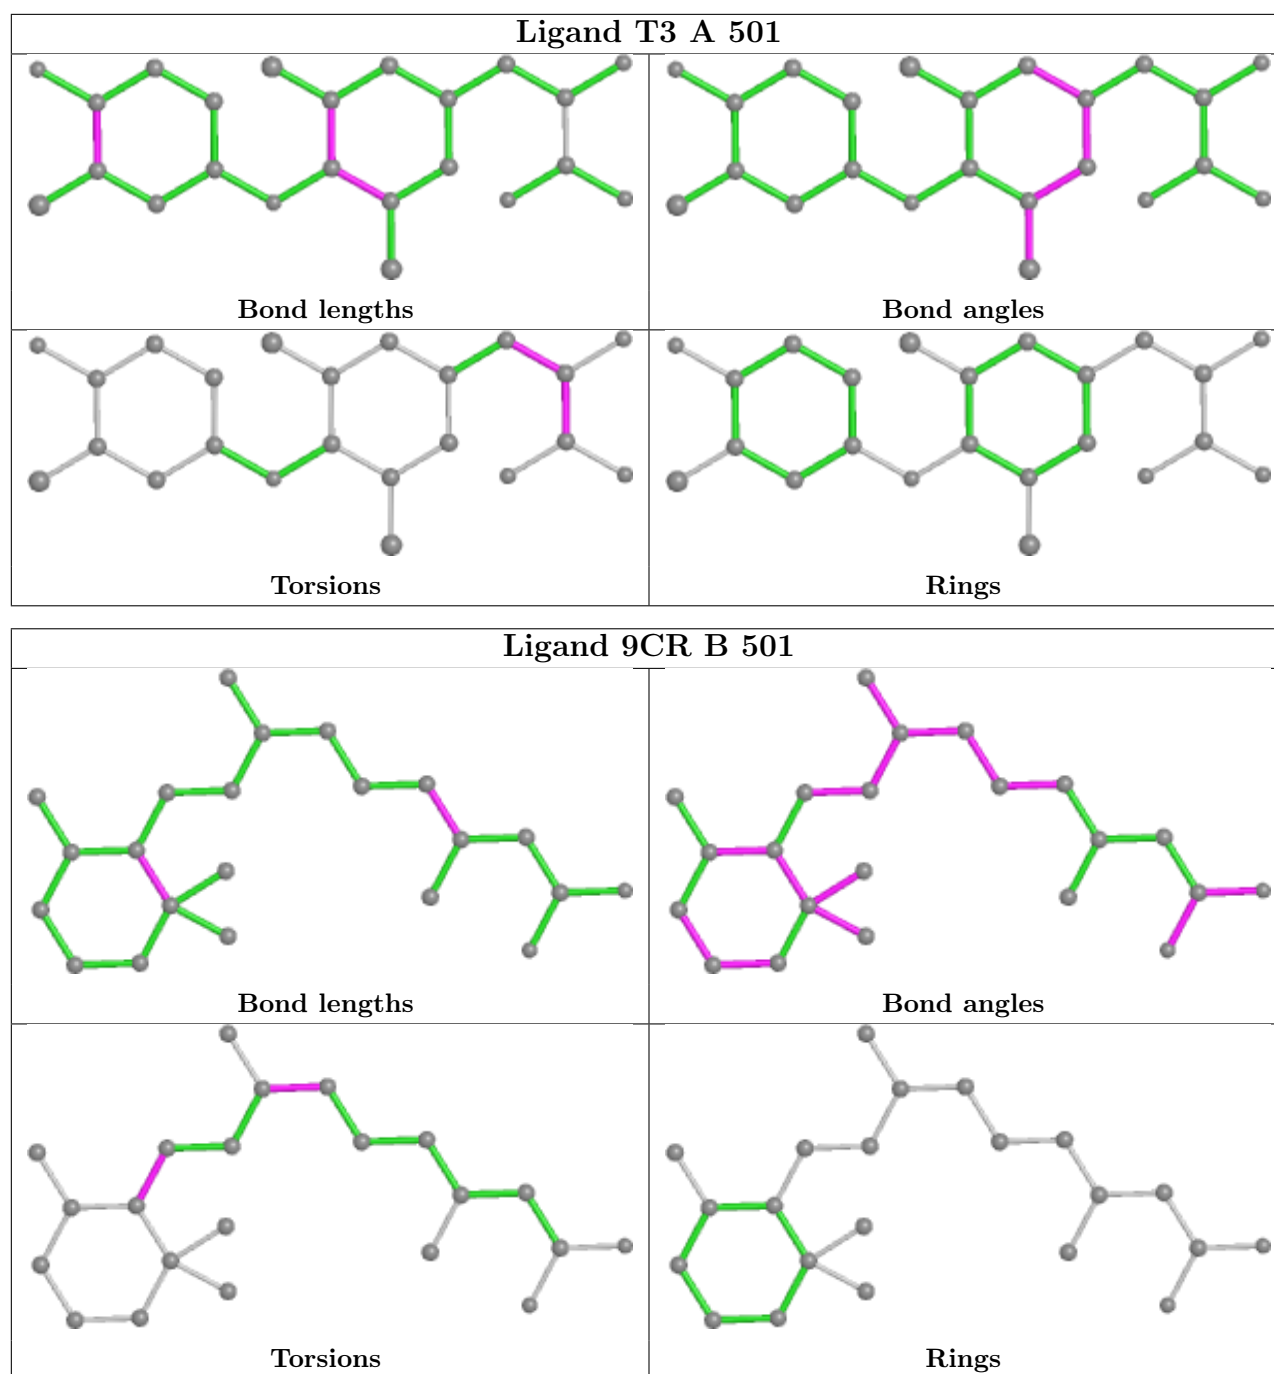 Ligand T3 A 501
Bond lengths
Bond angles
Torsions
Rings
Ligand 9CR B 501
Bond lengths
Bond angles
Torsions
Rings